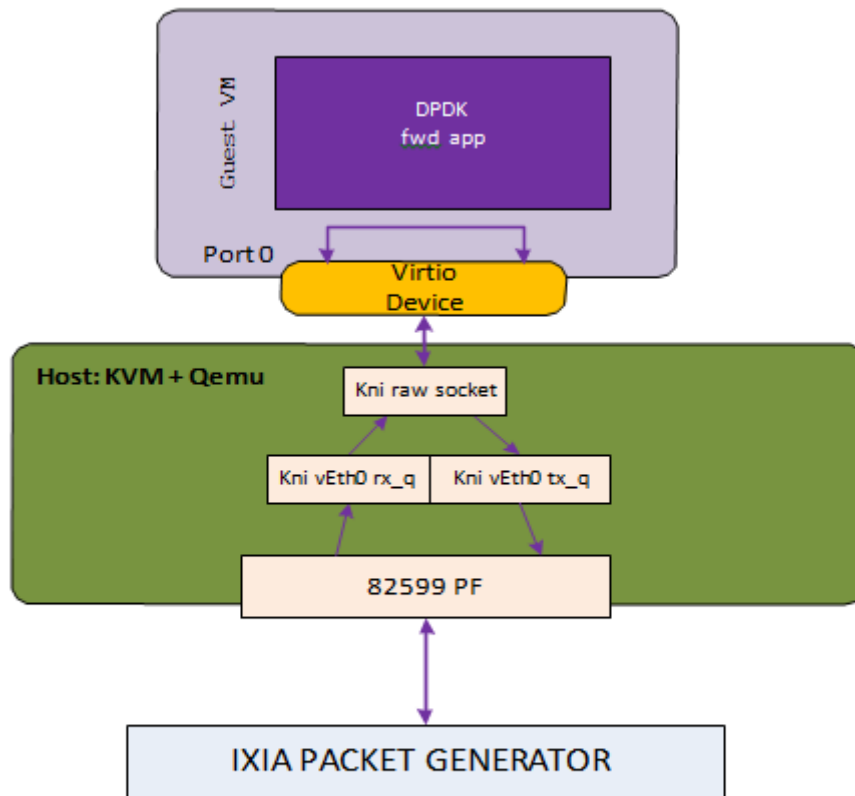 Guest VM
DPDK
fwd app
Port 0
Virtio
Device
Host: KVM + Qemu
Kni raw socket
Kni vEth0 rx_q
Kni vEth0 tx_q
82599 PF
IXIA PACKET GENERATOR